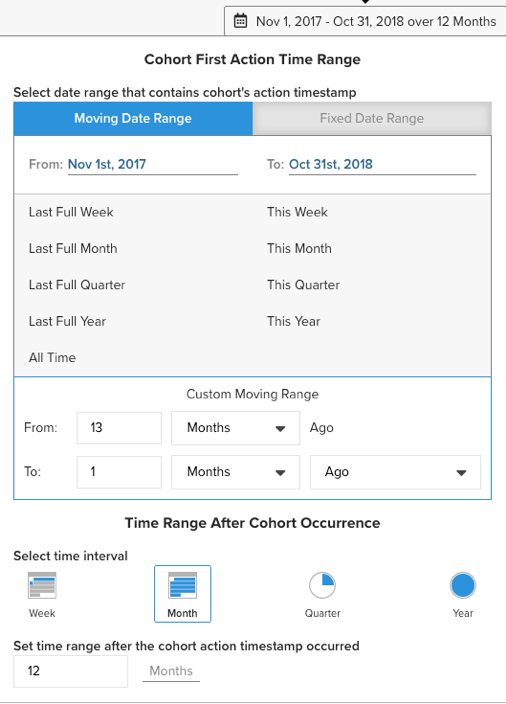 Nov 1, 2017 - Oct 31, 2018 over 12 Months
Cohort First Action Time Range
Select date range that contains cohort's action timestamp
Moving Date Range Fixed Date Range
From: Nov 1st, 2017 To: Oct 31st, 2018
Last Full Week This Week
Last Full Month This Month
Last Full Quarter This Quarter
Last Full Year This Year
All Time
Custom Moving Range
From: 13 Months Ago
To: 1 Months Ago
Time Range After Cohort Occurrence
Select time interval
Week Month Quarter Year
Set time range after the cohort action timestamp occurred
12 Months